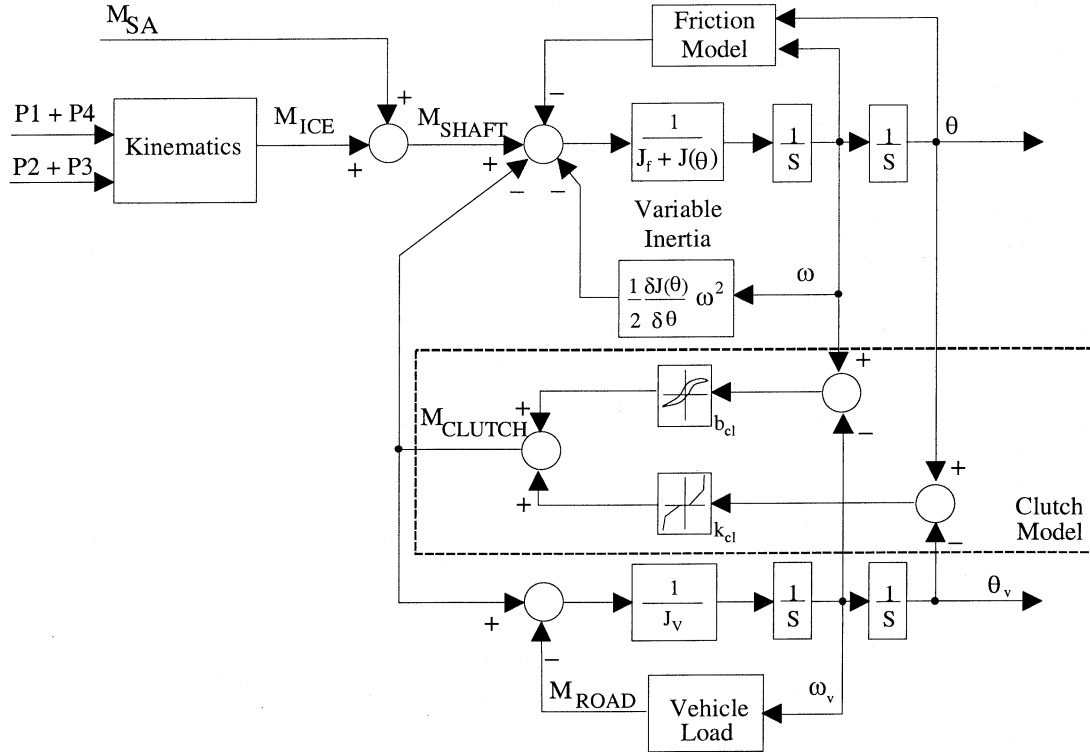 M_SA
Friction
Model
P1 + P4
P2 + P3
Kinematics
M_ICE
+
+
M_SHAFT
+
−
−
−
1
J_f + J(θ)
1
S
1
S
θ
Variable
Inertia
1 δJ(θ) ω²
2 δθ
ω
+
−
b_cl
M_CLUTCH
+
+
k_cl
+
−
Clutch
Model
+
−
1
J_V
1
S
1
S
θ_v
M_ROAD
Vehicle
Load
ω_v